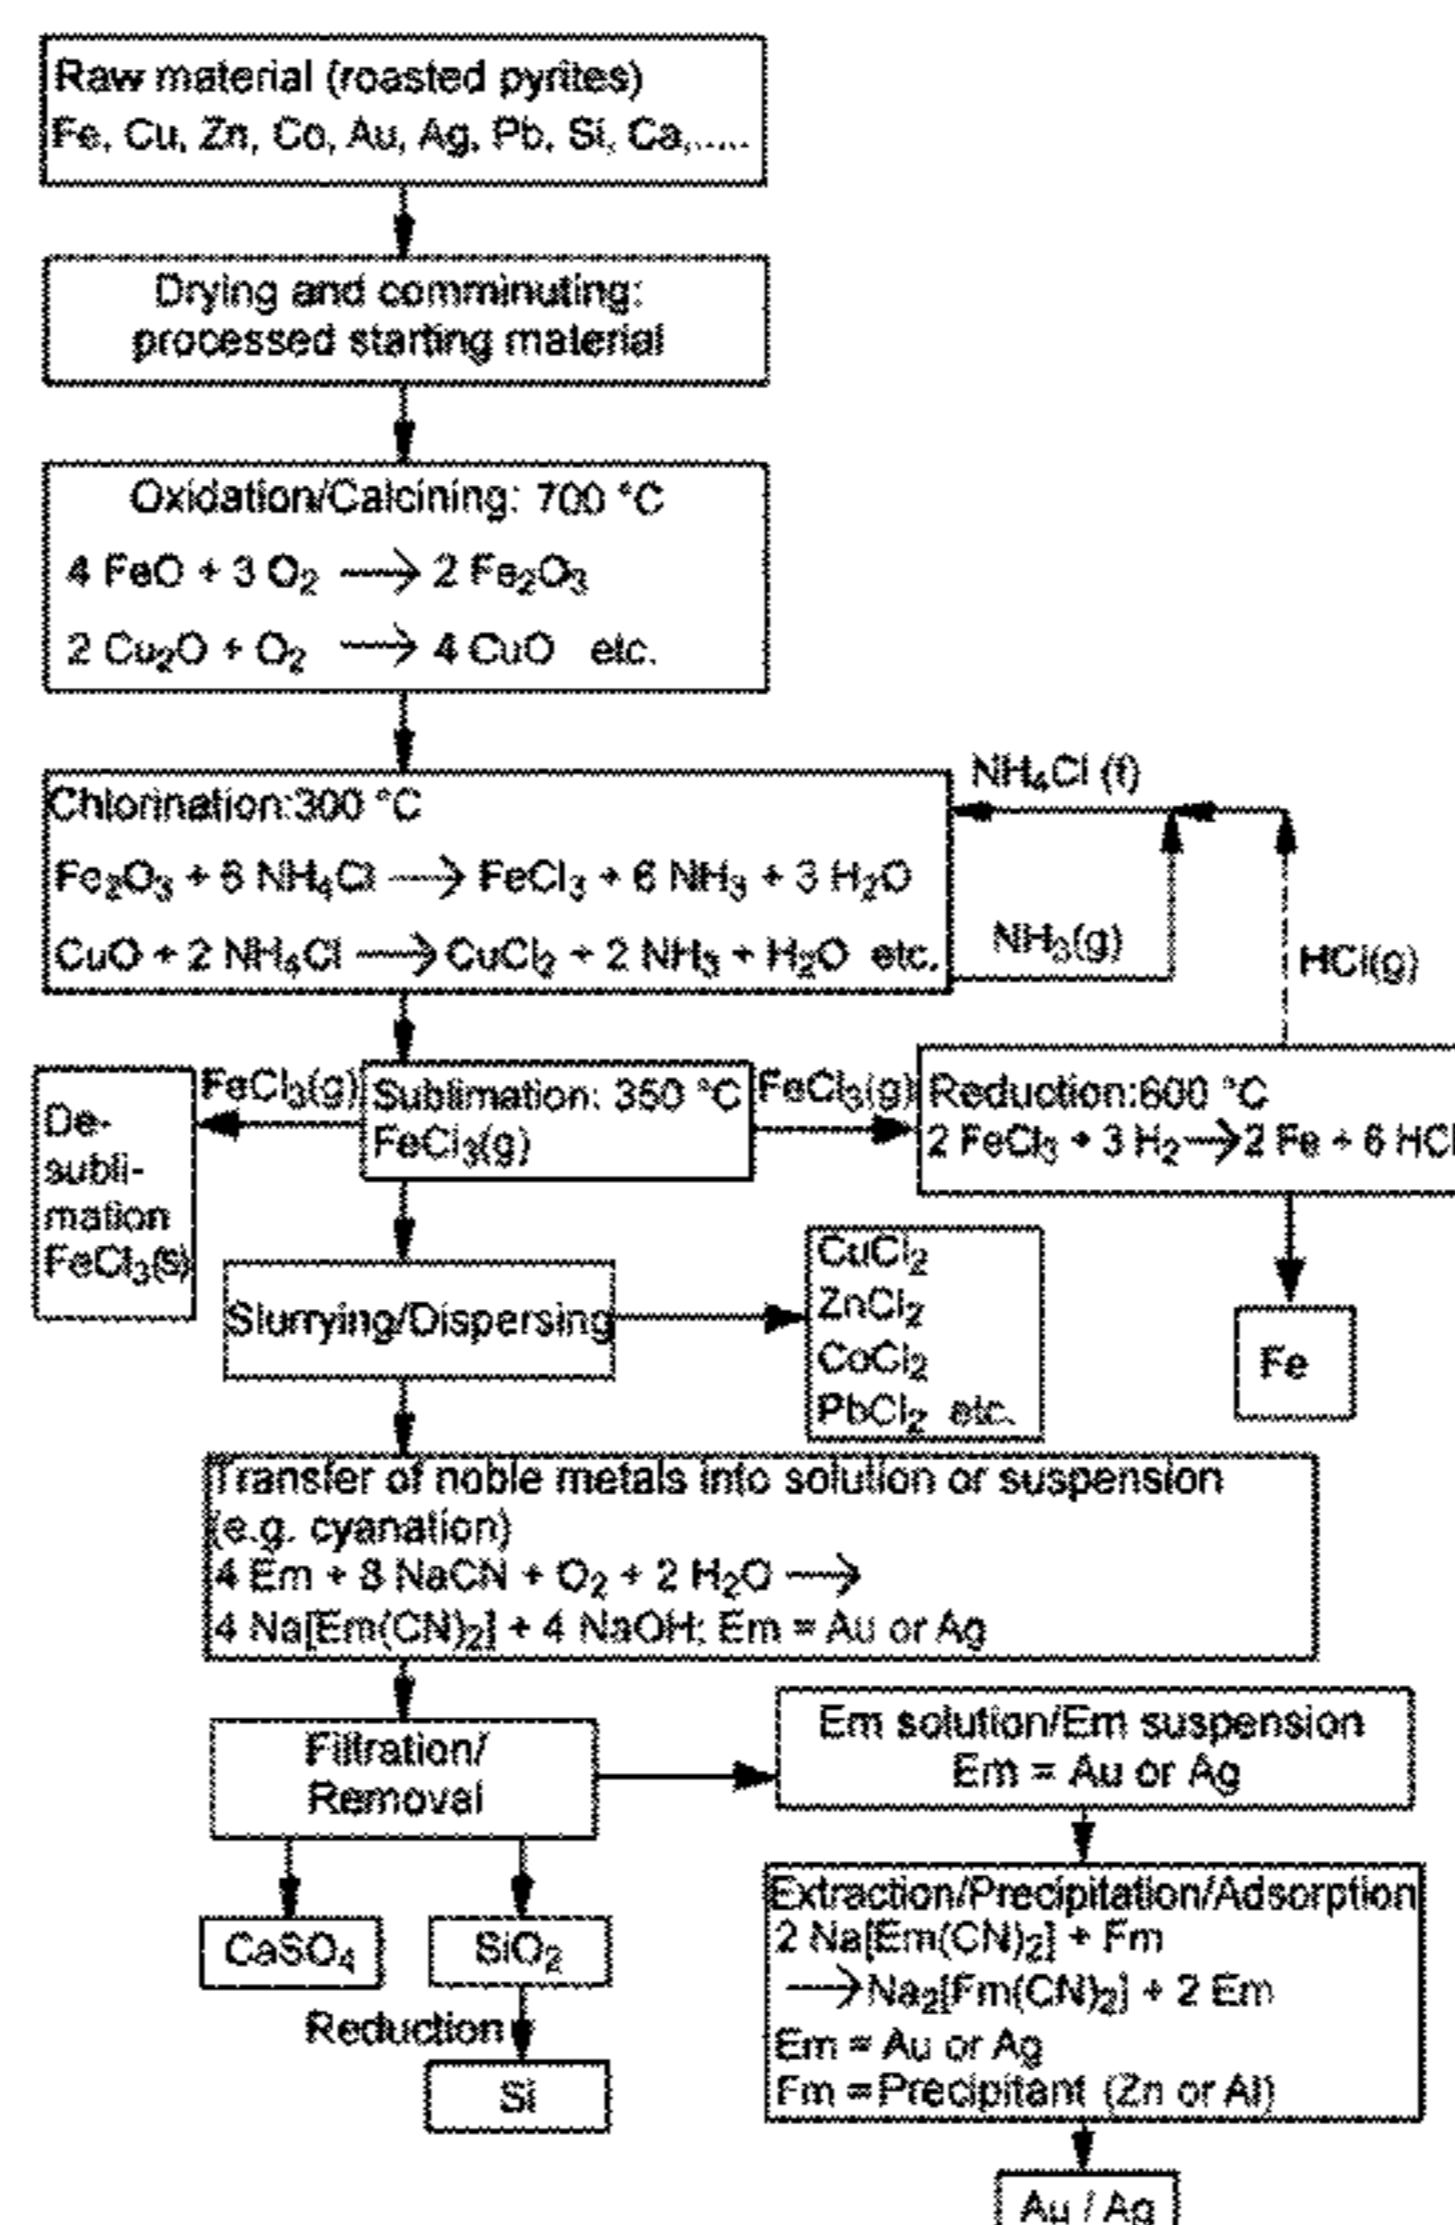 Raw material (roasted pyrites)
Fe, Cu, Zn, Co, Au, Ag, Pb, Si, Ca,....
Drying and comminuting:
processed starting material
Oxidation/Calcining: 700 °C
4 FeO + 3 O₂ → 2 Fe₂O₃
2 Cu₂O + O₂ → 4 CuO etc.
Chlorination:300 °C
Fe₂O₃ + 6 NH₄Cl → FeCl₃ + 6 NH₃ + 3 H₂O
CuO + 2 NH₄Cl → CuCl₂ + 2 NH₃ + H₂O etc.
NH₄Cl (f)
NH₃(g)
HCl(g)
De-
subli-
mation
FeCl₃(s)
FeCl₃(g)
Sublimation: 350 °C
FeCl₃(g)
FeCl₃(g)
Reduction:600 °C
2 FeCl₃ + 3 H₂→2 Fe + 6 HCl
Fe
Slurrying/Dispersing
CuCl₂
ZnCl₂
CoCl₂
PbCl₂ etc.
Transfer of noble metals into solution or suspension
(e.g. cyanation)
4 Em + 8 NaCN + O₂ + 2 H₂O →
4 Na[Em(CN)₂] + 4 NaOH; Em = Au or Ag
Filtration/
Removal
Em solution/Em suspension
Em = Au or Ag
CaSO₄
SiO₂
Reduction
Si
Extraction/Precipitation/Adsorption
2 Na[Em(CN)₂] + Fm
→Na₂[Fm(CN)₂] + 2 Em
Em = Au or Ag
Fm =Precipitant (Zn or Al)
Au / Ag